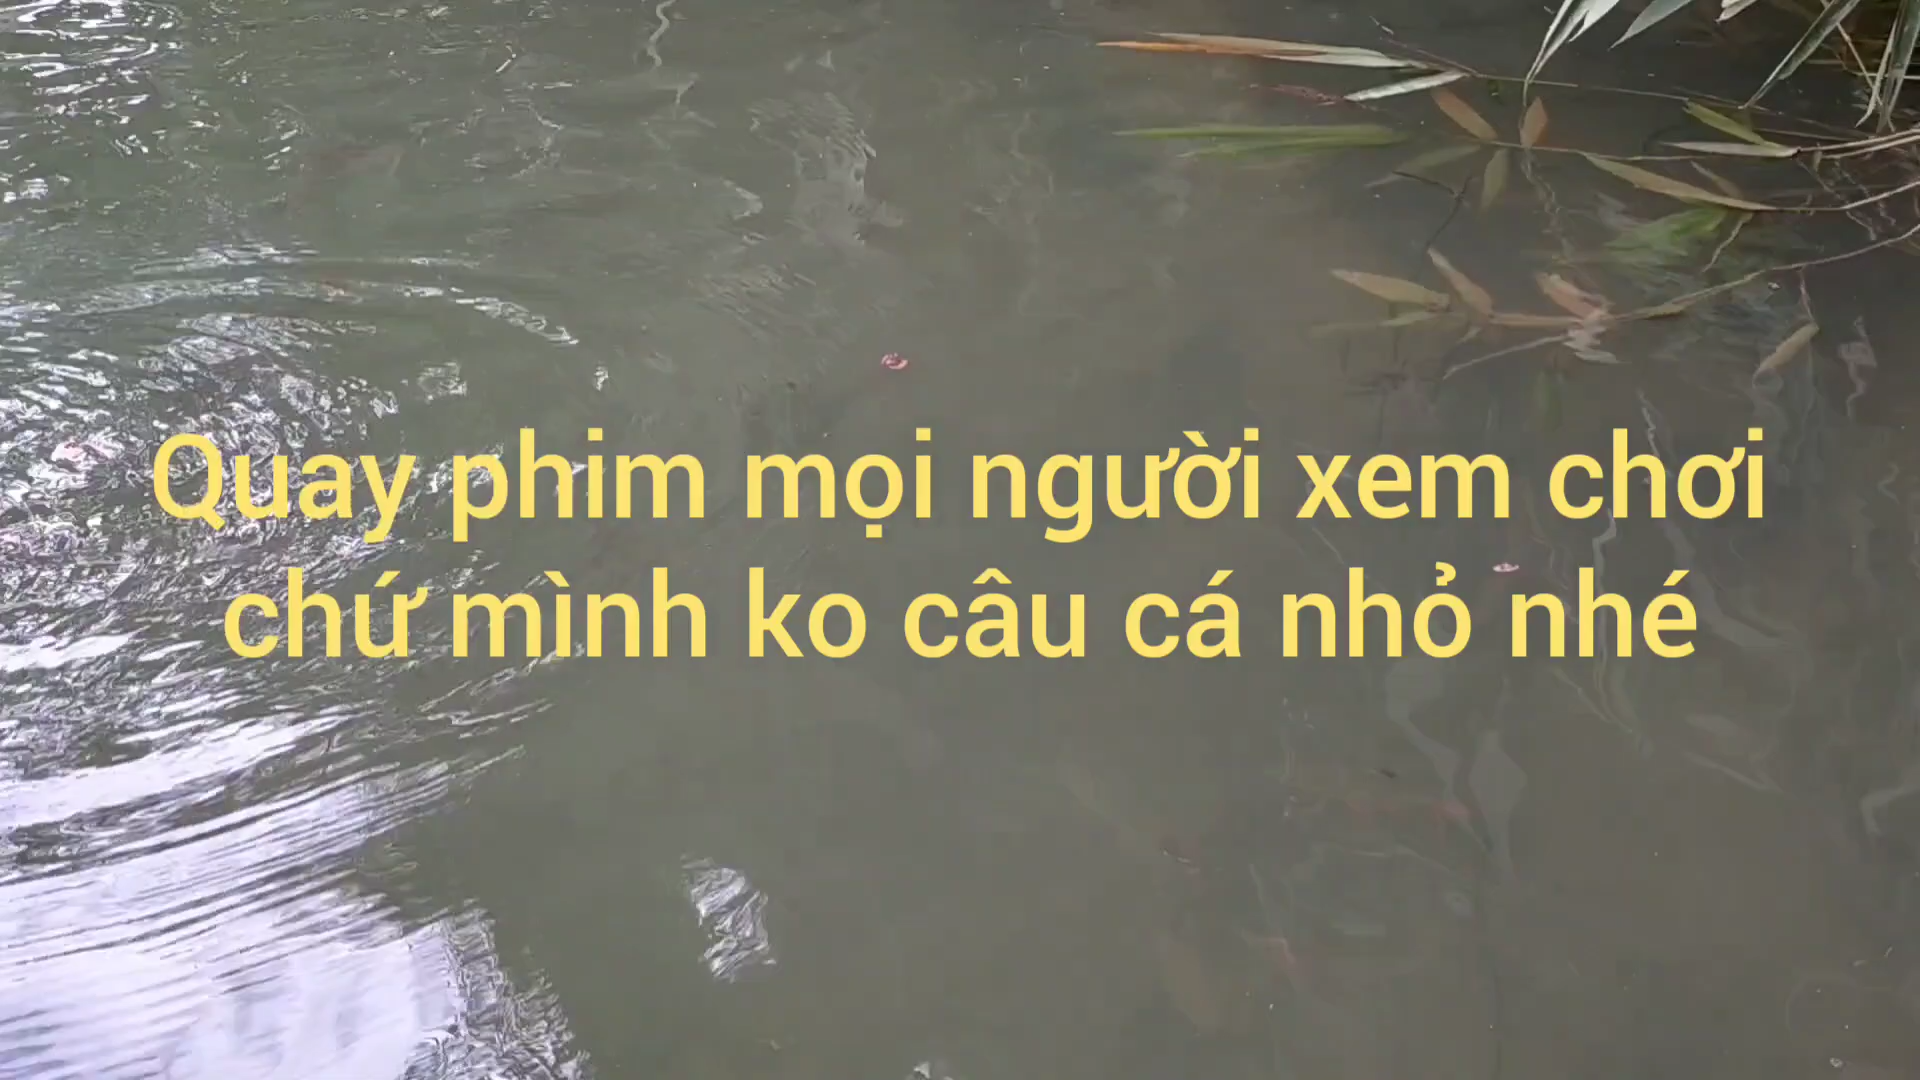 Quay phim mọi người xem chơi
chứ mình ko câu cá nhỏ nhé